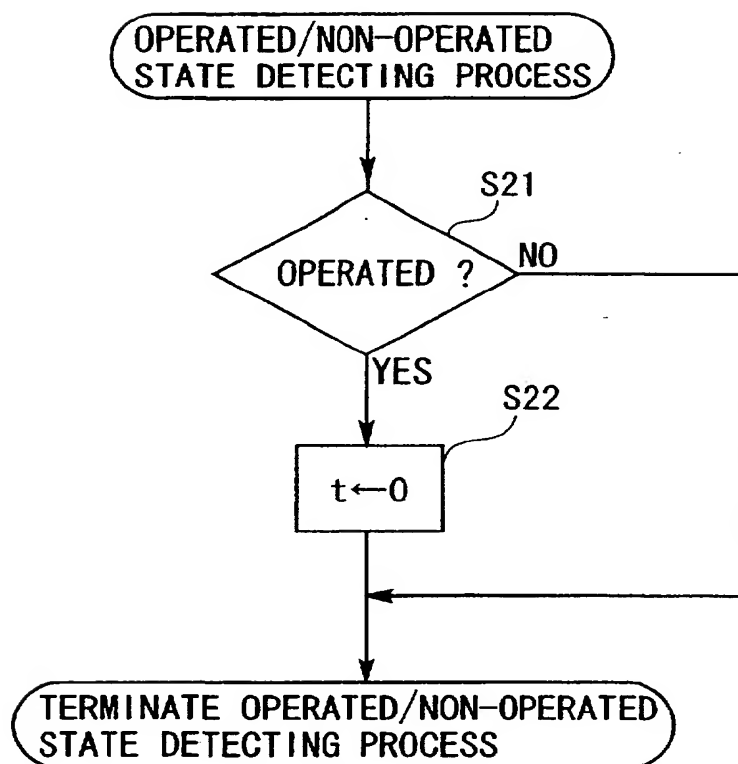 OPERATED/NON-OPERATED
STATE DETECTING PROCESS
S21
OPERATED ?
NO
YES
S22
t←0
TERMINATE OPERATED/NON-OPERATED
STATE DETECTING PROCESS